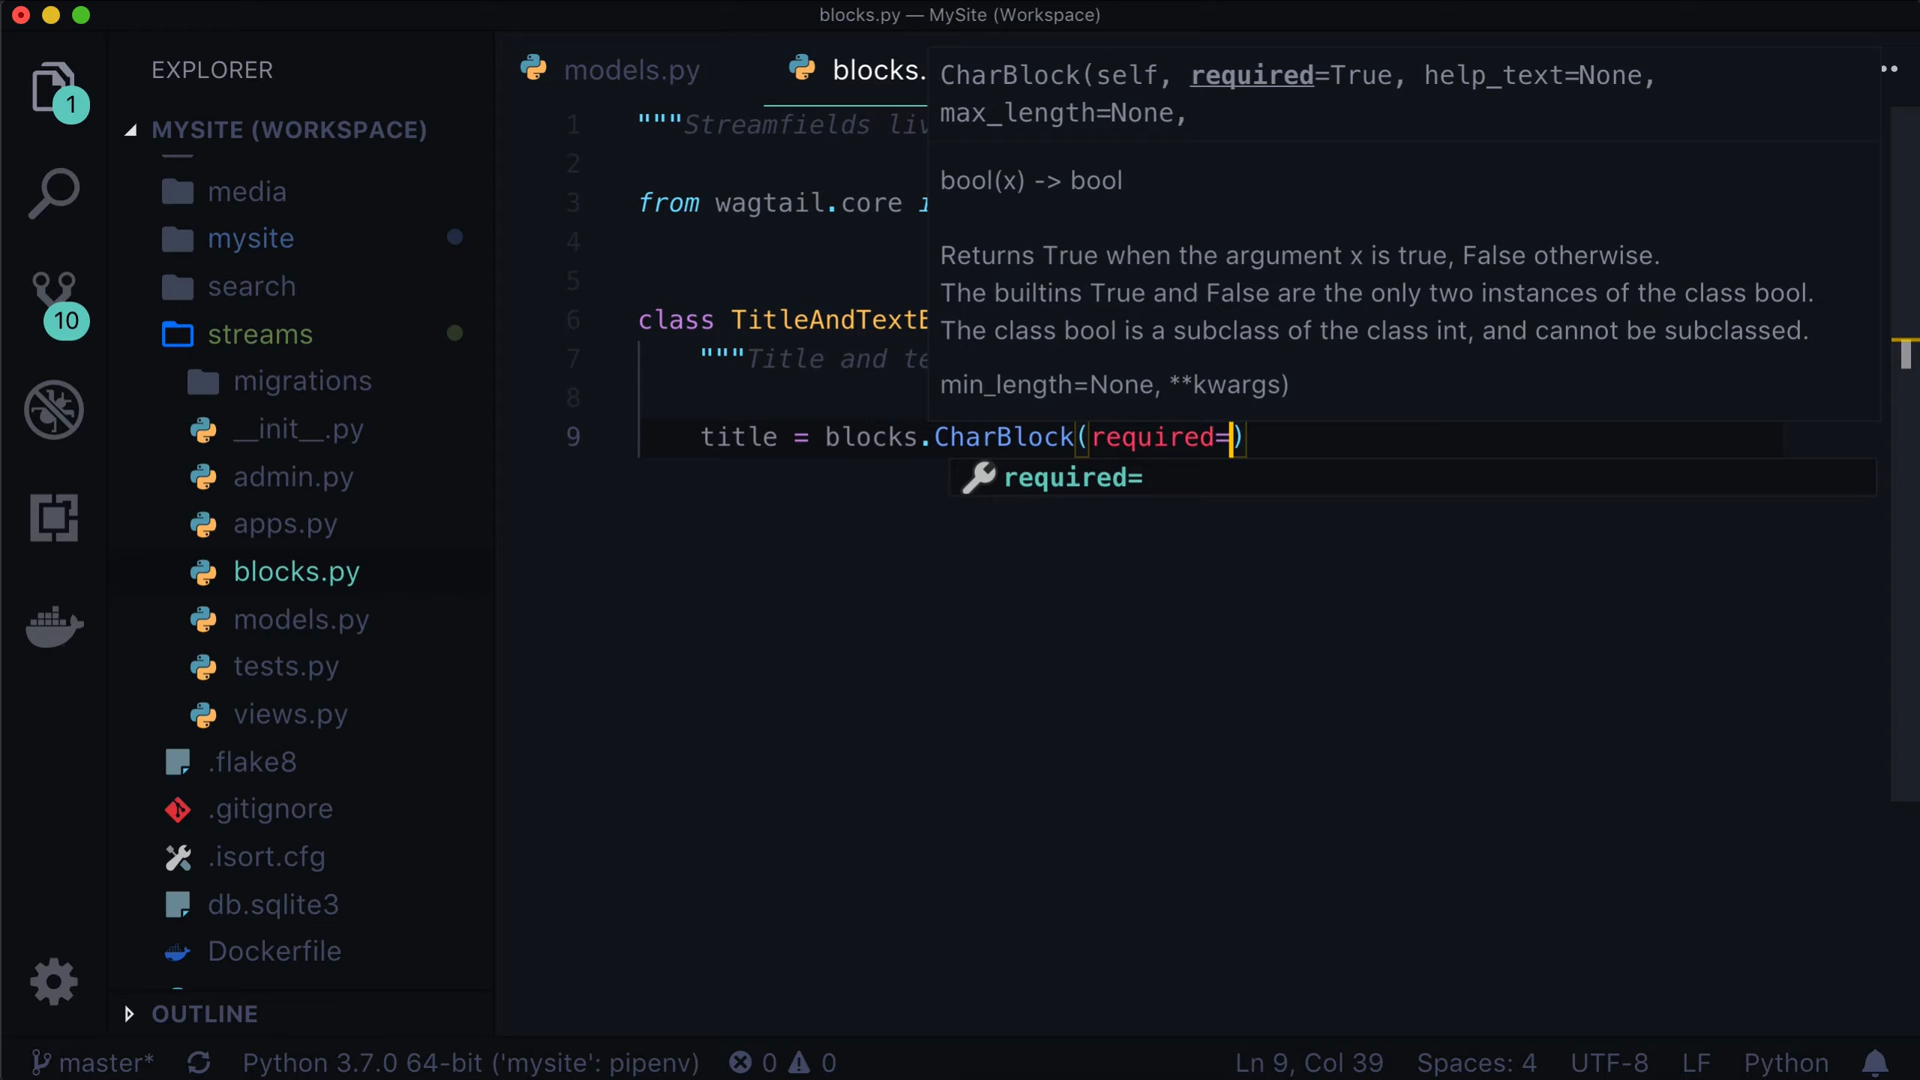 blocks.py — MySite (Workspace)
EXPLORER
1
MYSITE (WORKSPACE)
media
mysite
search
10
streams
migrations
__init__.py
admin.py
apps.py
blocks.py
models.py
tests.py
views.py
.flake8
.gitignore
.isort.cfg
db.sqlite3
Dockerfile
OUTLINE
models.py
blocks.
CharBlock(self, required=True, help_text=None,
max_length=None,
bool(x) -> bool
Returns True when the argument x is true, False otherwise.
The builtins True and False are the only two instances of the class bool.
The class bool is a subclass of the class int, and cannot be subclassed.
min_length=None, **kwargs)
1 """Streamfields liv
2
3 from wagtail.core i
4
5
6 class TitleAndTextB
7 """Title and te
8
9 title = blocks.CharBlock(required=)
required=
master* Python 3.7.0 64-bit ('mysite': pipenv) 0 0 Ln 9, Col 39 Spaces: 4 UTF-8 LF Python